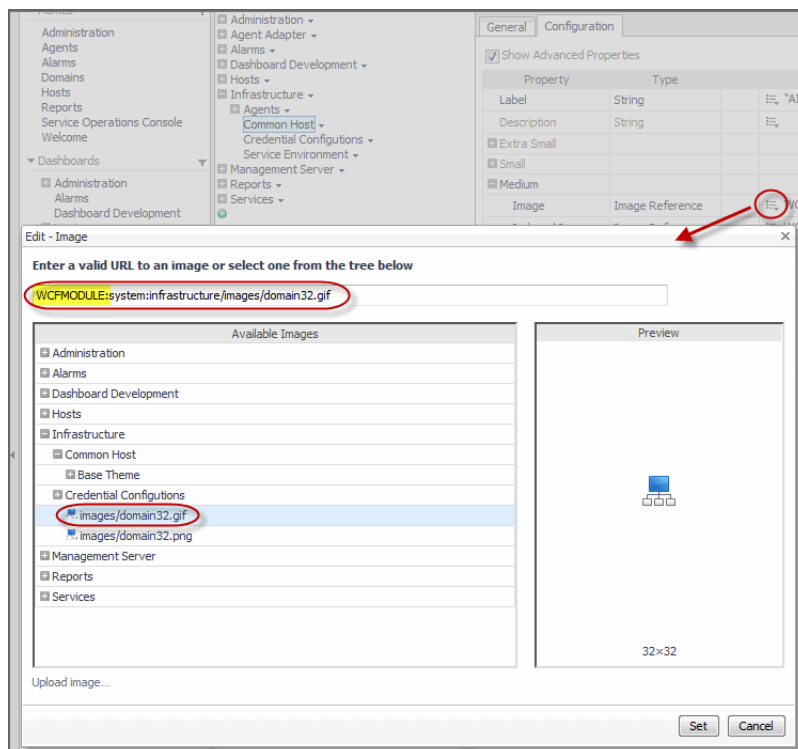 Administration
Agents
Alarms
Domains
Hosts
Reports
Service Operations Console
Welcome
Dashboards
Administration
Alarms
Dashboard Development
Administration
Agent Adapter
Alarms
Dashboard Development
Hosts
Infrastructure
Agents
Common Host
Credential Configutions
Service Environment
Management Server
Reports
Services
General Configuration
Show Advanced Properties
Property Type
Label String
Description String
Extra Small
Small
Medium
Image Image Reference
Edit - Image
Enter a valid URL to an image or select one from the tree below
WCFMODULE:system:infrastructure/images/domain32.gif
Available Images
Administration
Alarms
Dashboard Development
Hosts
Infrastructure
Common Host
Base Theme
Credential Configutions
images/domain32.gif
images/domain32.png
Management Server
Reports
Services
Preview
32×32
Upload image...
Set Cancel